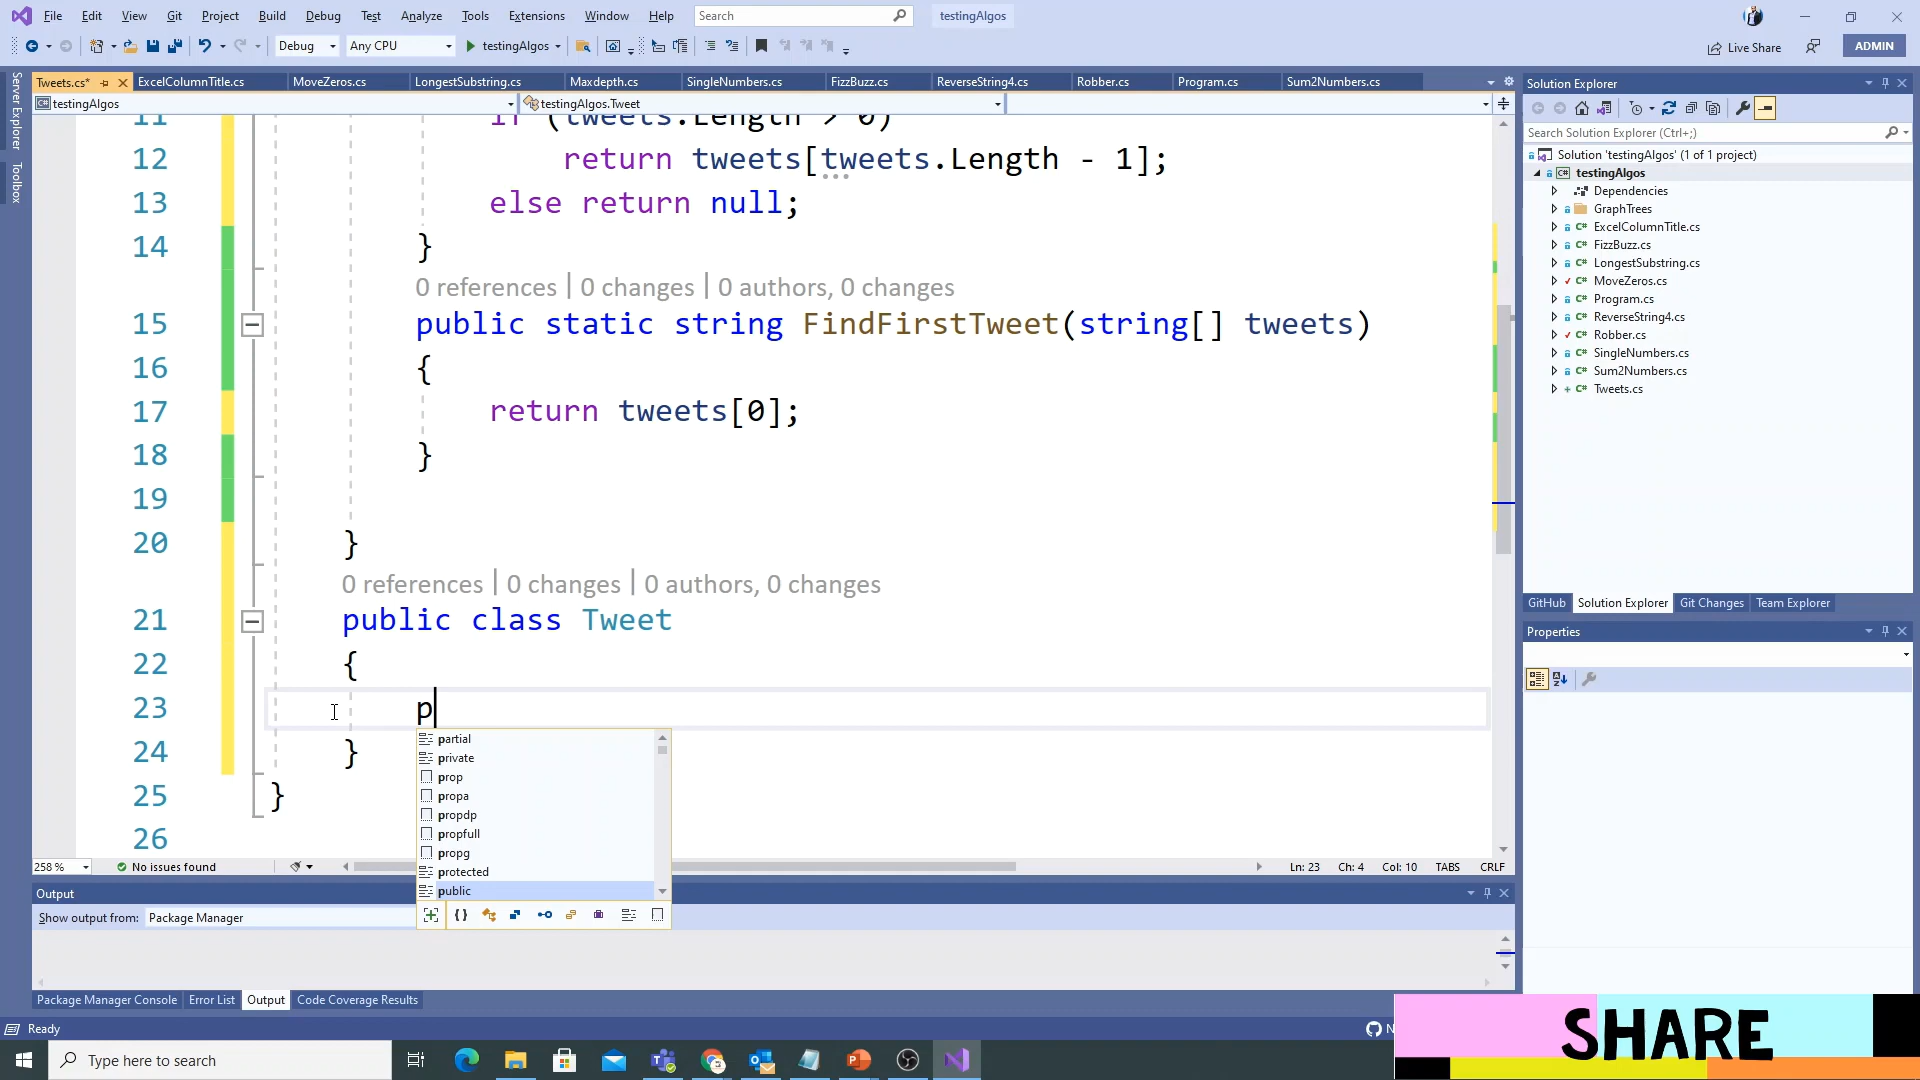 File Edit View Git Project Build Debug Test Analyze Tools Extensions Window Help Search testingAlgos
Debug Any CPU testingAlgos Live Share ADMIN
Server Explorer
Toolbox
Tweets.cs* ExcelColumnTitle.cs MoveZeros.cs LongestSubstring.cs Maxdepth.cs SingleNumbers.cs FizzBuzz.cs ReverseString4.cs Robber.cs Program.cs Sum2Numbers.cs
testingAlgos testingAlgos.Tweet
11 if (tweets.Length > 0)
12 return tweets[tweets.Length - 1];
13 else return null;
14 }
0 references | 0 changes | 0 authors, 0 changes
15 public static string FindFirstTweet(string[] tweets)
16 {
17 return tweets[0];
18 }
19
20 }
0 references | 0 changes | 0 authors, 0 changes
21 public class Tweet
22 {
23 p
24 }
25 }
26
partial
private
prop
propa
propdp
propfull
propg
protected
public
258 % No issues found Ln: 23 Ch: 4 Col: 10 TABS CRLF
Output
Show output from: Package Manager
Package Manager Console Error List Output Code Coverage Results
Ready
Solution Explorer
Search Solution Explorer (Ctrl+;)
Solution 'testingAlgos' (1 of 1 project)
testingAlgos
Dependencies
GraphTrees
ExcelColumnTitle.cs
FizzBuzz.cs
LongestSubstring.cs
MoveZeros.cs
Program.cs
ReverseString4.cs
Robber.cs
SingleNumbers.cs
Sum2Numbers.cs
Tweets.cs
GitHub Solution Explorer Git Changes Team Explorer
Properties
SHARE
Type here to search